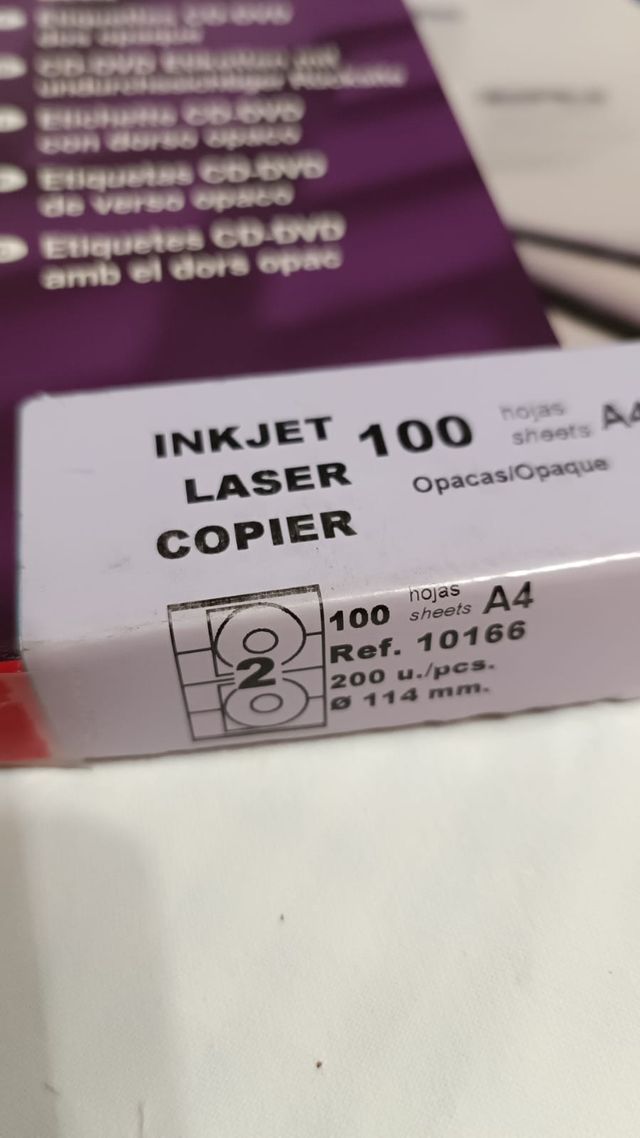 Etiquettes CD-DVD
dos opaque
CD-DVD Etiketten mit
undurchsichtiger Rückseite
Etichette CD-DVD
con dorso opaco
Etiquetas CD-DVD
de verso opaco
Etiquetes CD-DVD
amb el dors opac
INKJET
LASER
COPIER
100 hojas sheets A4
Opacas/Opaque
2
100 hojas sheets A4
Ref. 10166
200 u./pcs.
Ø 114 mm.